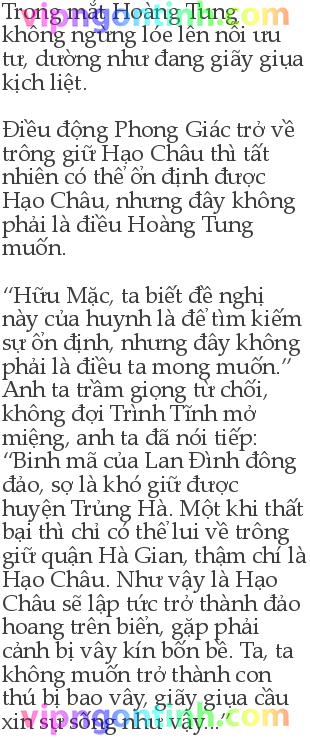 Trong mắt Hoàng Tung
vipngontinh.com
không ngừng lóe lên nỗi ưu
tư, dường như đang giãy giụa
kịch liệt.
Điều động Phong Giác trở về
trông giữ Hạo Châu thì tất
nhiên có thể ổn định được
Hạo Châu, nhưng đây không
phải là điều Hoàng Tung
muốn.
“Hữu Mặc, ta biết đề nghị
này của huynh là để tìm kiếm
sự ổn định, nhưng đây không
phải là điều ta mong muốn.”
Anh ta trầm giọng từ chối,
không đợi Trình Tĩnh mở
miệng, anh ta đã nói tiếp:
“Binh mã của Lan Đình đông
đảo, sợ là khó giữ được
huyện Trủng Hà. Một khi thất
bại thì chỉ có thể lui về trông
giữ quận Hà Gian, thậm chí là
Hạo Châu. Như vậy là Hạo
Châu sẽ lập tức trở thành đảo
hoang trên biển, gặp phải
cảnh bị vây kín bốn bề. Ta, ta
không muốn trở thành con
thú bị bao vây, giãy giụa cầu
xin sự sống như vậy...”
vipngontinh.com